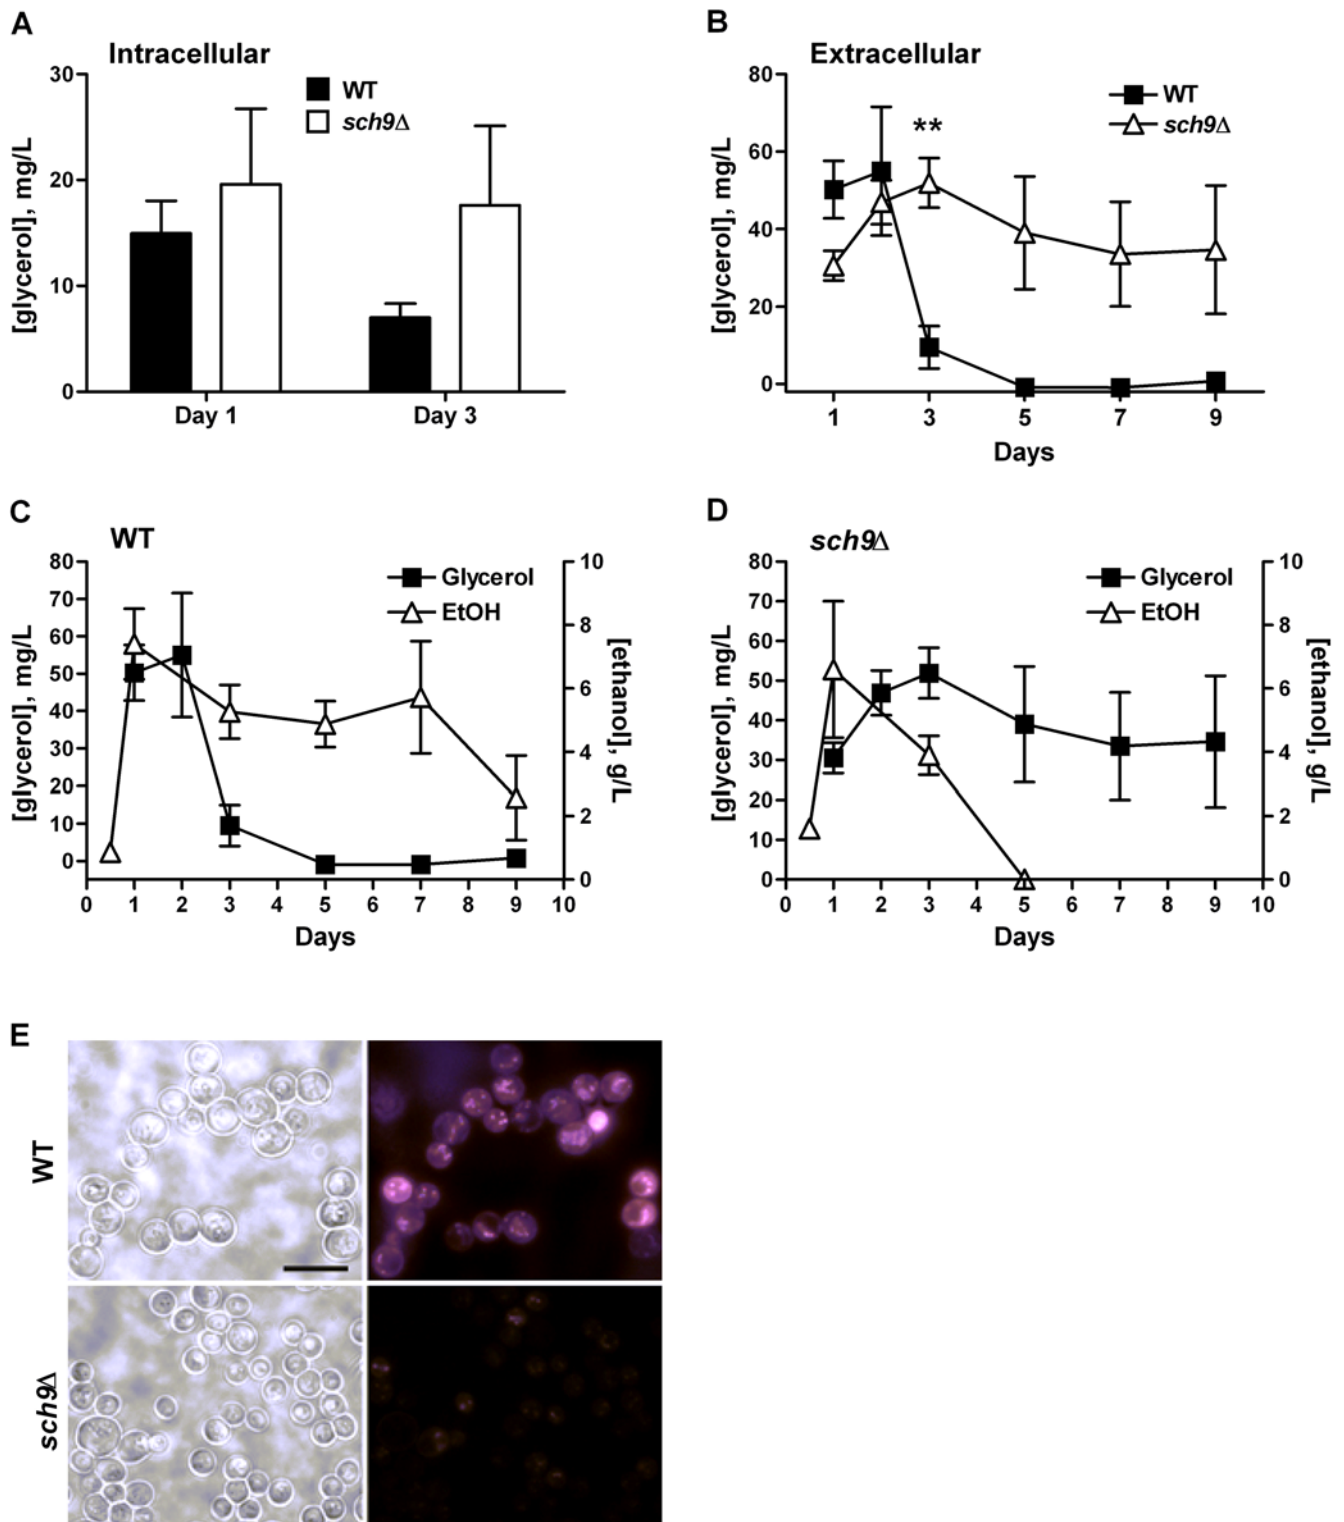 A
Intracellular
WT
sch9Δ
[glycerol], mg/L
30
20
10
0
Day 1
Day 3
B
Extracellular
WT
sch9Δ
**
[glycerol], mg/L
80
60
40
20
0
1 3 5 7 9
Days
C
WT
Glycerol
EtOH
[glycerol], mg/L
80
70
60
50
40
30
20
10
0
10
8
6
4
2
0
[ethanol], g/L
0 1 2 3 4 5 6 7 8 9 10
Days
D
sch9Δ
Glycerol
EtOH
[glycerol], mg/L
80
70
60
50
40
30
20
10
0
10
8
6
4
2
0
[ethanol], g/L
0 1 2 3 4 5 6 7 8 9 10
Days
E
WT
sch9Δ